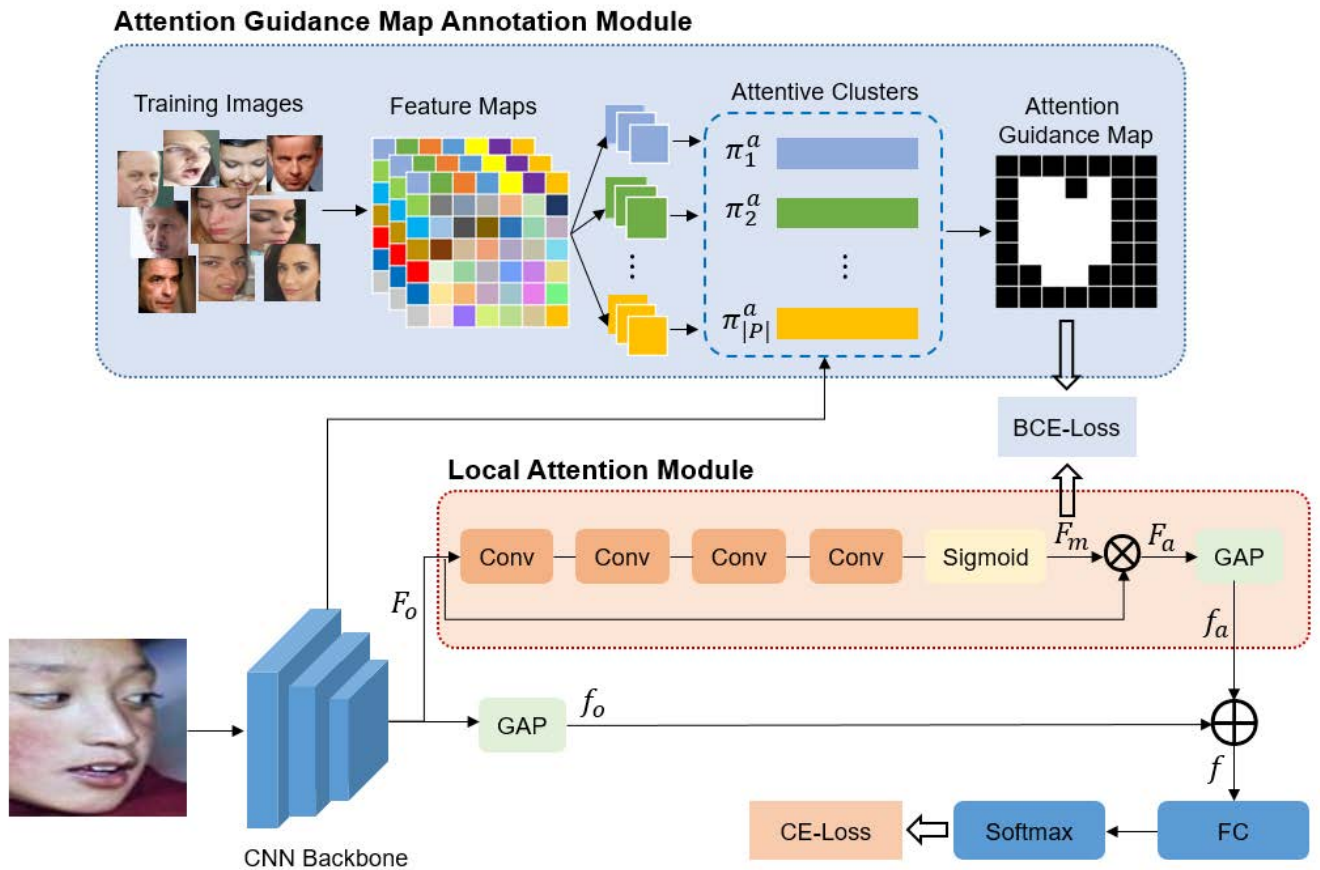 Attention Guidance Map Annotation Module
Training Images
Feature Maps
Attentive Clusters
Attention
Guidance Map
π₁ᵃ
π₂ᵃ
⋮
⋮
π|P|ᵃ
BCE-Loss
Local Attention Module
Conv
Conv
Conv
Conv
Sigmoid
Fₘ
Fₐ
GAP
Fₒ
fₐ
GAP
fₒ
f
CE-Loss
Softmax
FC
CNN Backbone